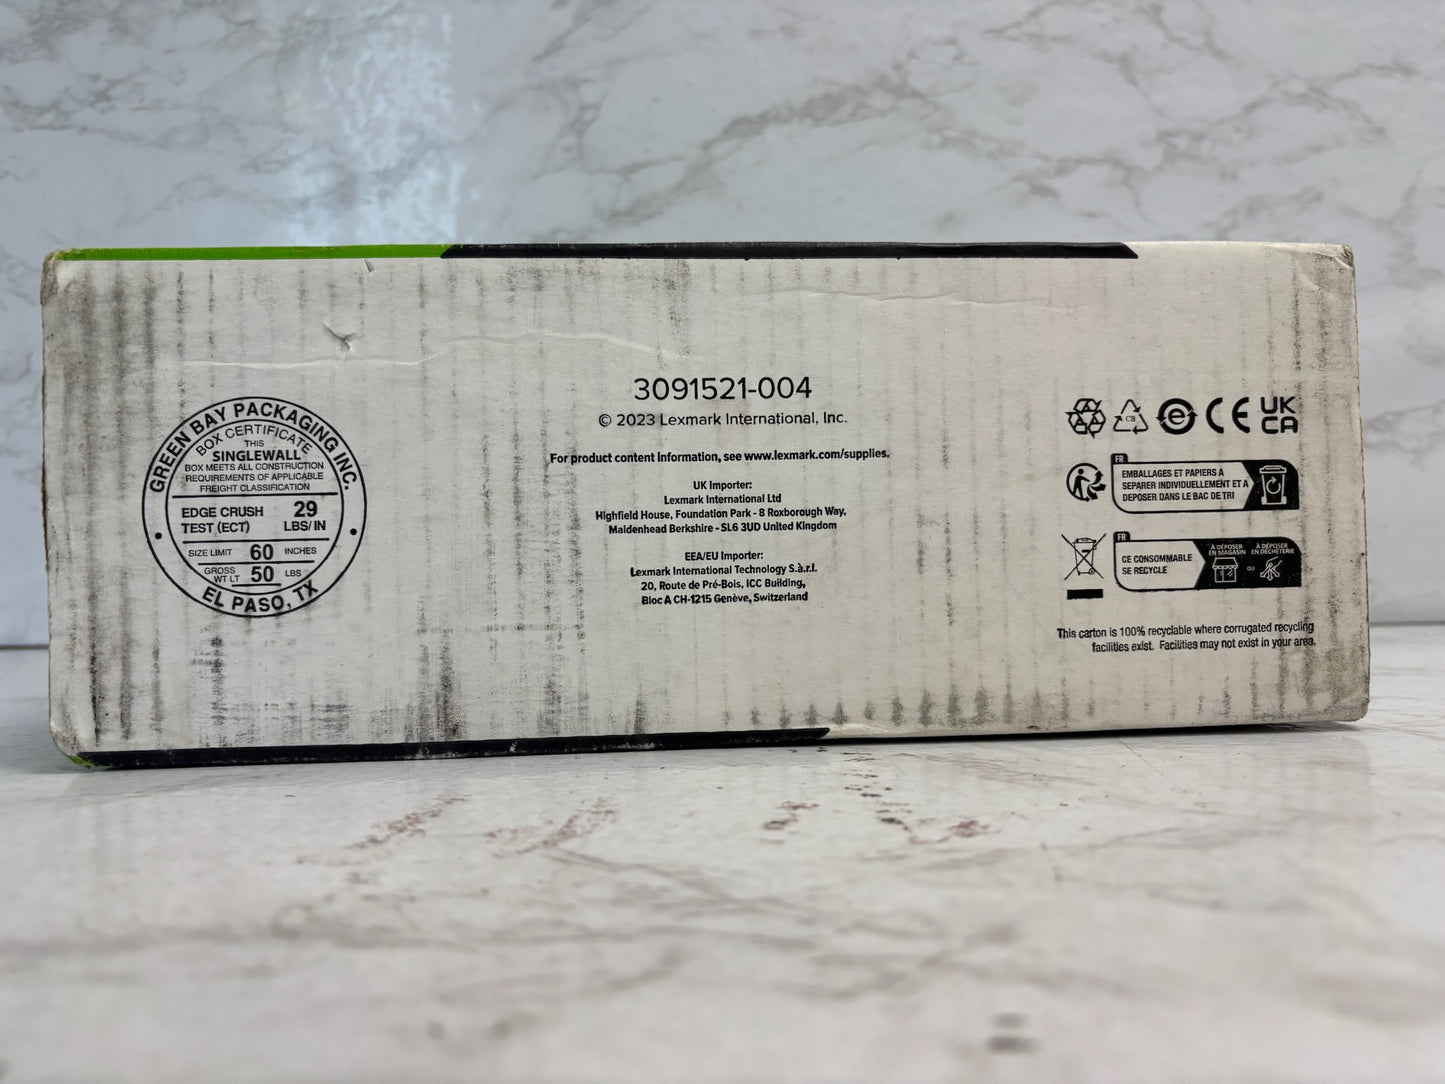 GREEN BAY PACKAGING INC.
BOX CERTIFICATE
THIS
SINGLEWALL
BOX MEETS ALL CONSTRUCTION
REQUIREMENTS OF APPLICABLE
FREIGHT CLASSIFICATION
EDGE CRUSH 29
TEST (ECT) LBS/IN
SIZE LIMIT 60 INCHES
GROSS
WT LT 50 LBS
EL PASO, TX
3091521-004
© 2023 Lexmark International, Inc.
For product content information, see www.lexmark.com/supplies.
UK Importer:
Lexmark International Ltd
Highfield House, Foundation Park - 8 Roxborough Way,
Maidenhead Berkshire - SL6 3UD United Kingdom
EEA/EU Importer:
Lexmark International Technology S.à.r.l.
20, Route de Pré-Bois, ICC Building,
Bloc A CH-1215 Genève, Switzerland
CB e CE UK
CA
FR
EMBALLAGES ET PAPIERS A
SEPARER INDIVIDUELLEMENT ET A
DEPOSER DANS LE BAC DE TRI
FR
CE CONSOMMABLE
SE RECYCLE
À DÉPOSER
EN MAGASIN
OU
À DÉPOSER
EN DÉCHÈTERIE
This carton is 100% recyclable where corrugated recycling
facilities exist. Facilities may not exist in your area.